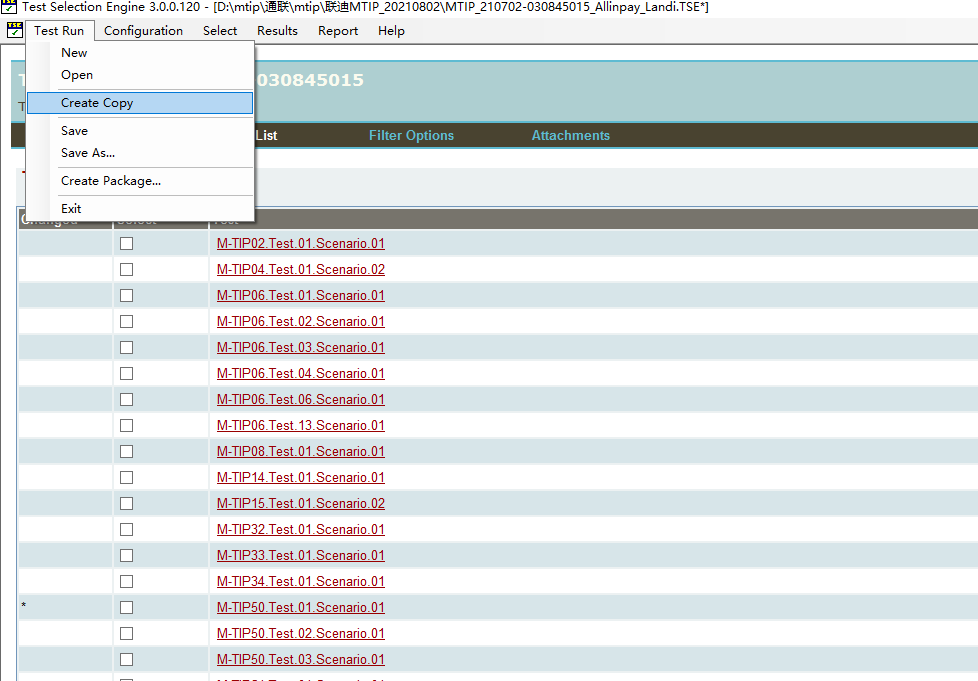 Test Selection Engine 3.0.0.120 - [D:\mtip\通联\mtip\联迪MTIP_20210802\MTIP_210702-030845015_Allinpay_Landi.TSE*]
Test Run Configuration Select Results Report Help
New
Open
030845015
Create Copy
Save
List Filter Options Attachments
Save As...
Create Package...
Exit
M-TIP02.Test.01.Scenario.01
M-TIP04.Test.01.Scenario.02
M-TIP06.Test.01.Scenario.01
M-TIP06.Test.02.Scenario.01
M-TIP06.Test.03.Scenario.01
M-TIP06.Test.04.Scenario.01
M-TIP06.Test.06.Scenario.01
M-TIP06.Test.13.Scenario.01
M-TIP08.Test.01.Scenario.01
M-TIP14.Test.01.Scenario.01
M-TIP15.Test.01.Scenario.02
M-TIP32.Test.01.Scenario.01
M-TIP33.Test.01.Scenario.01
M-TIP34.Test.01.Scenario.01
* M-TIP50.Test.01.Scenario.01
M-TIP50.Test.02.Scenario.01
M-TIP50.Test.03.Scenario.01